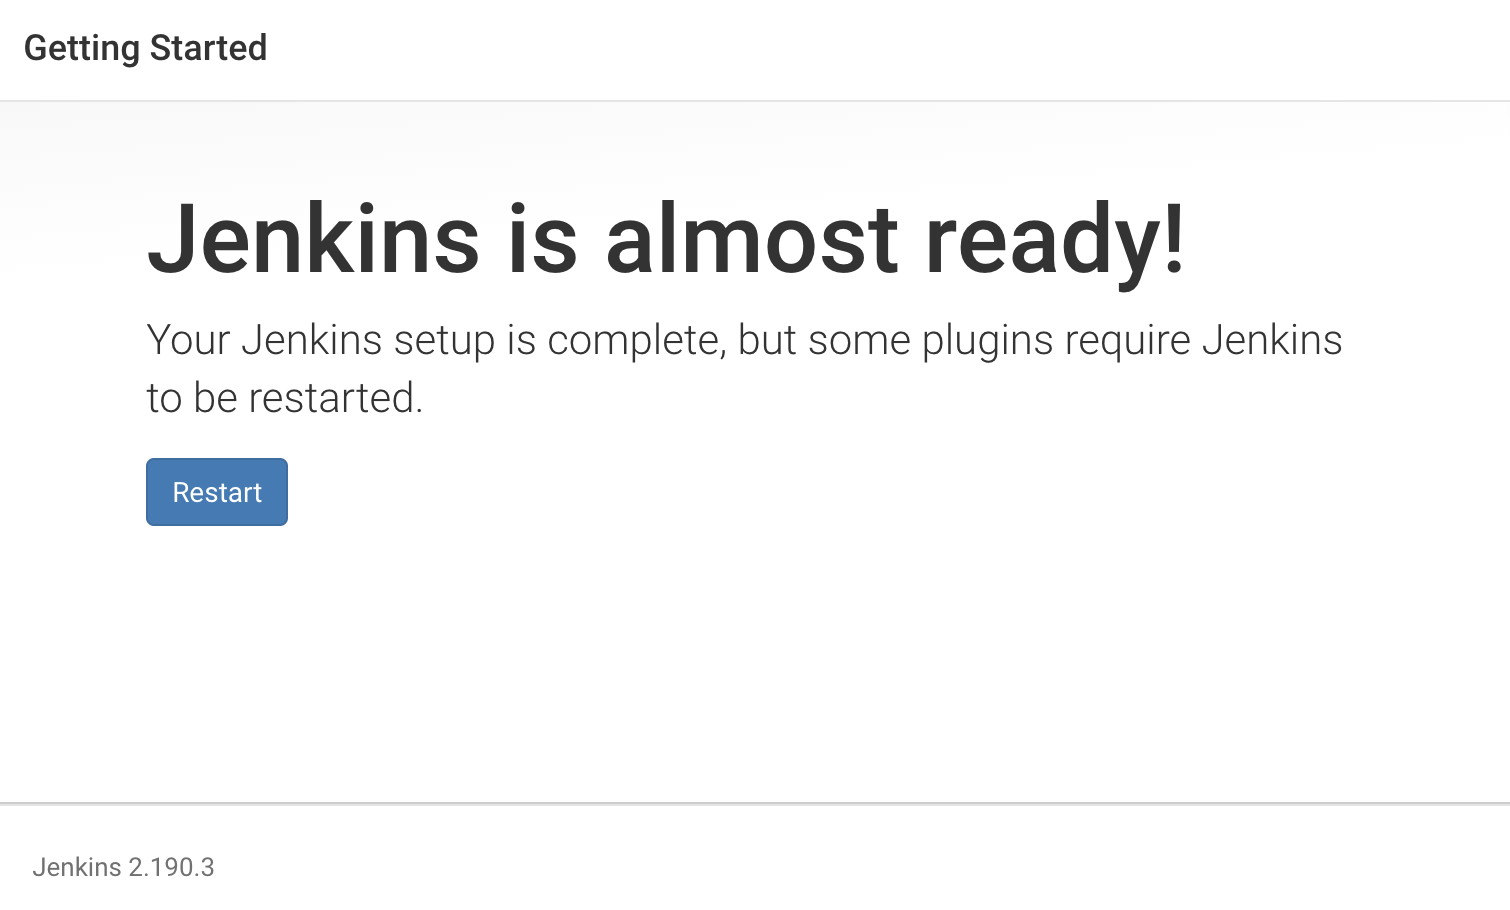 Getting Started
Jenkins is almost ready!
Your Jenkins setup is complete, but some plugins require Jenkins
to be restarted.
Restart
Jenkins 2.190.3